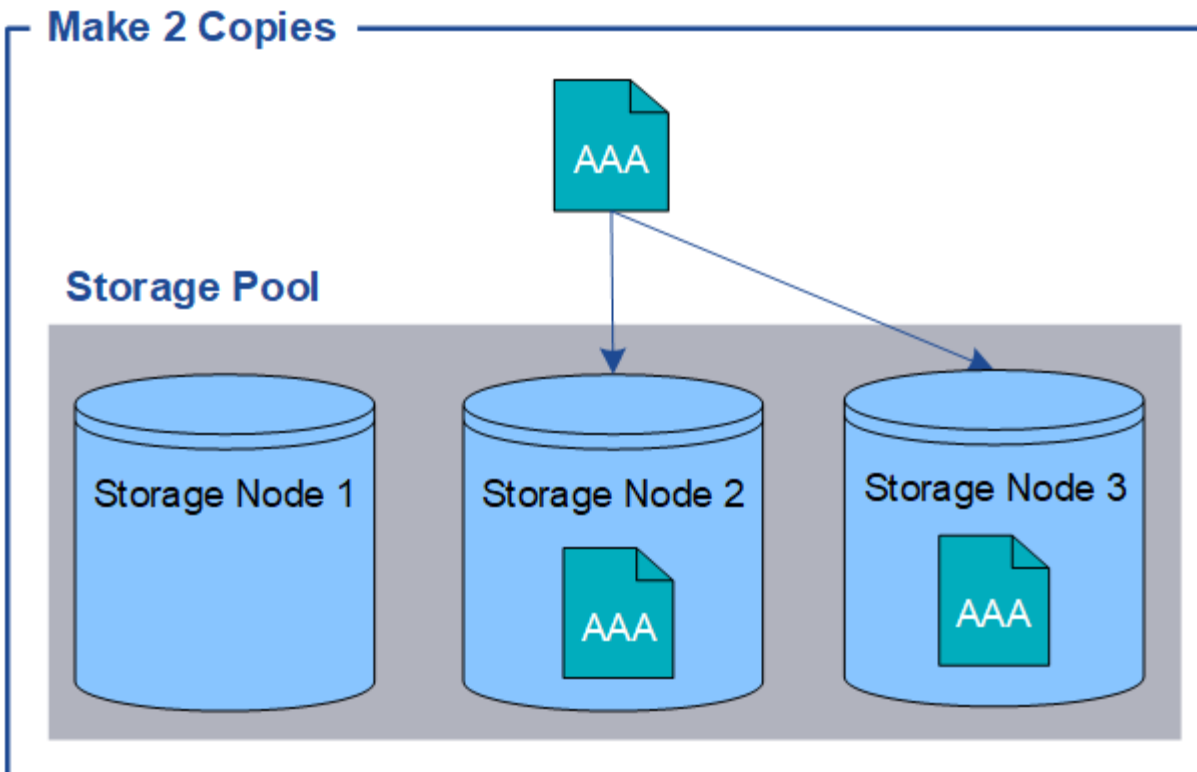 Make 2 Copies
AAA
Storage Pool
Storage Node 1
Storage Node 2
Storage Node 3
AAA
AAA